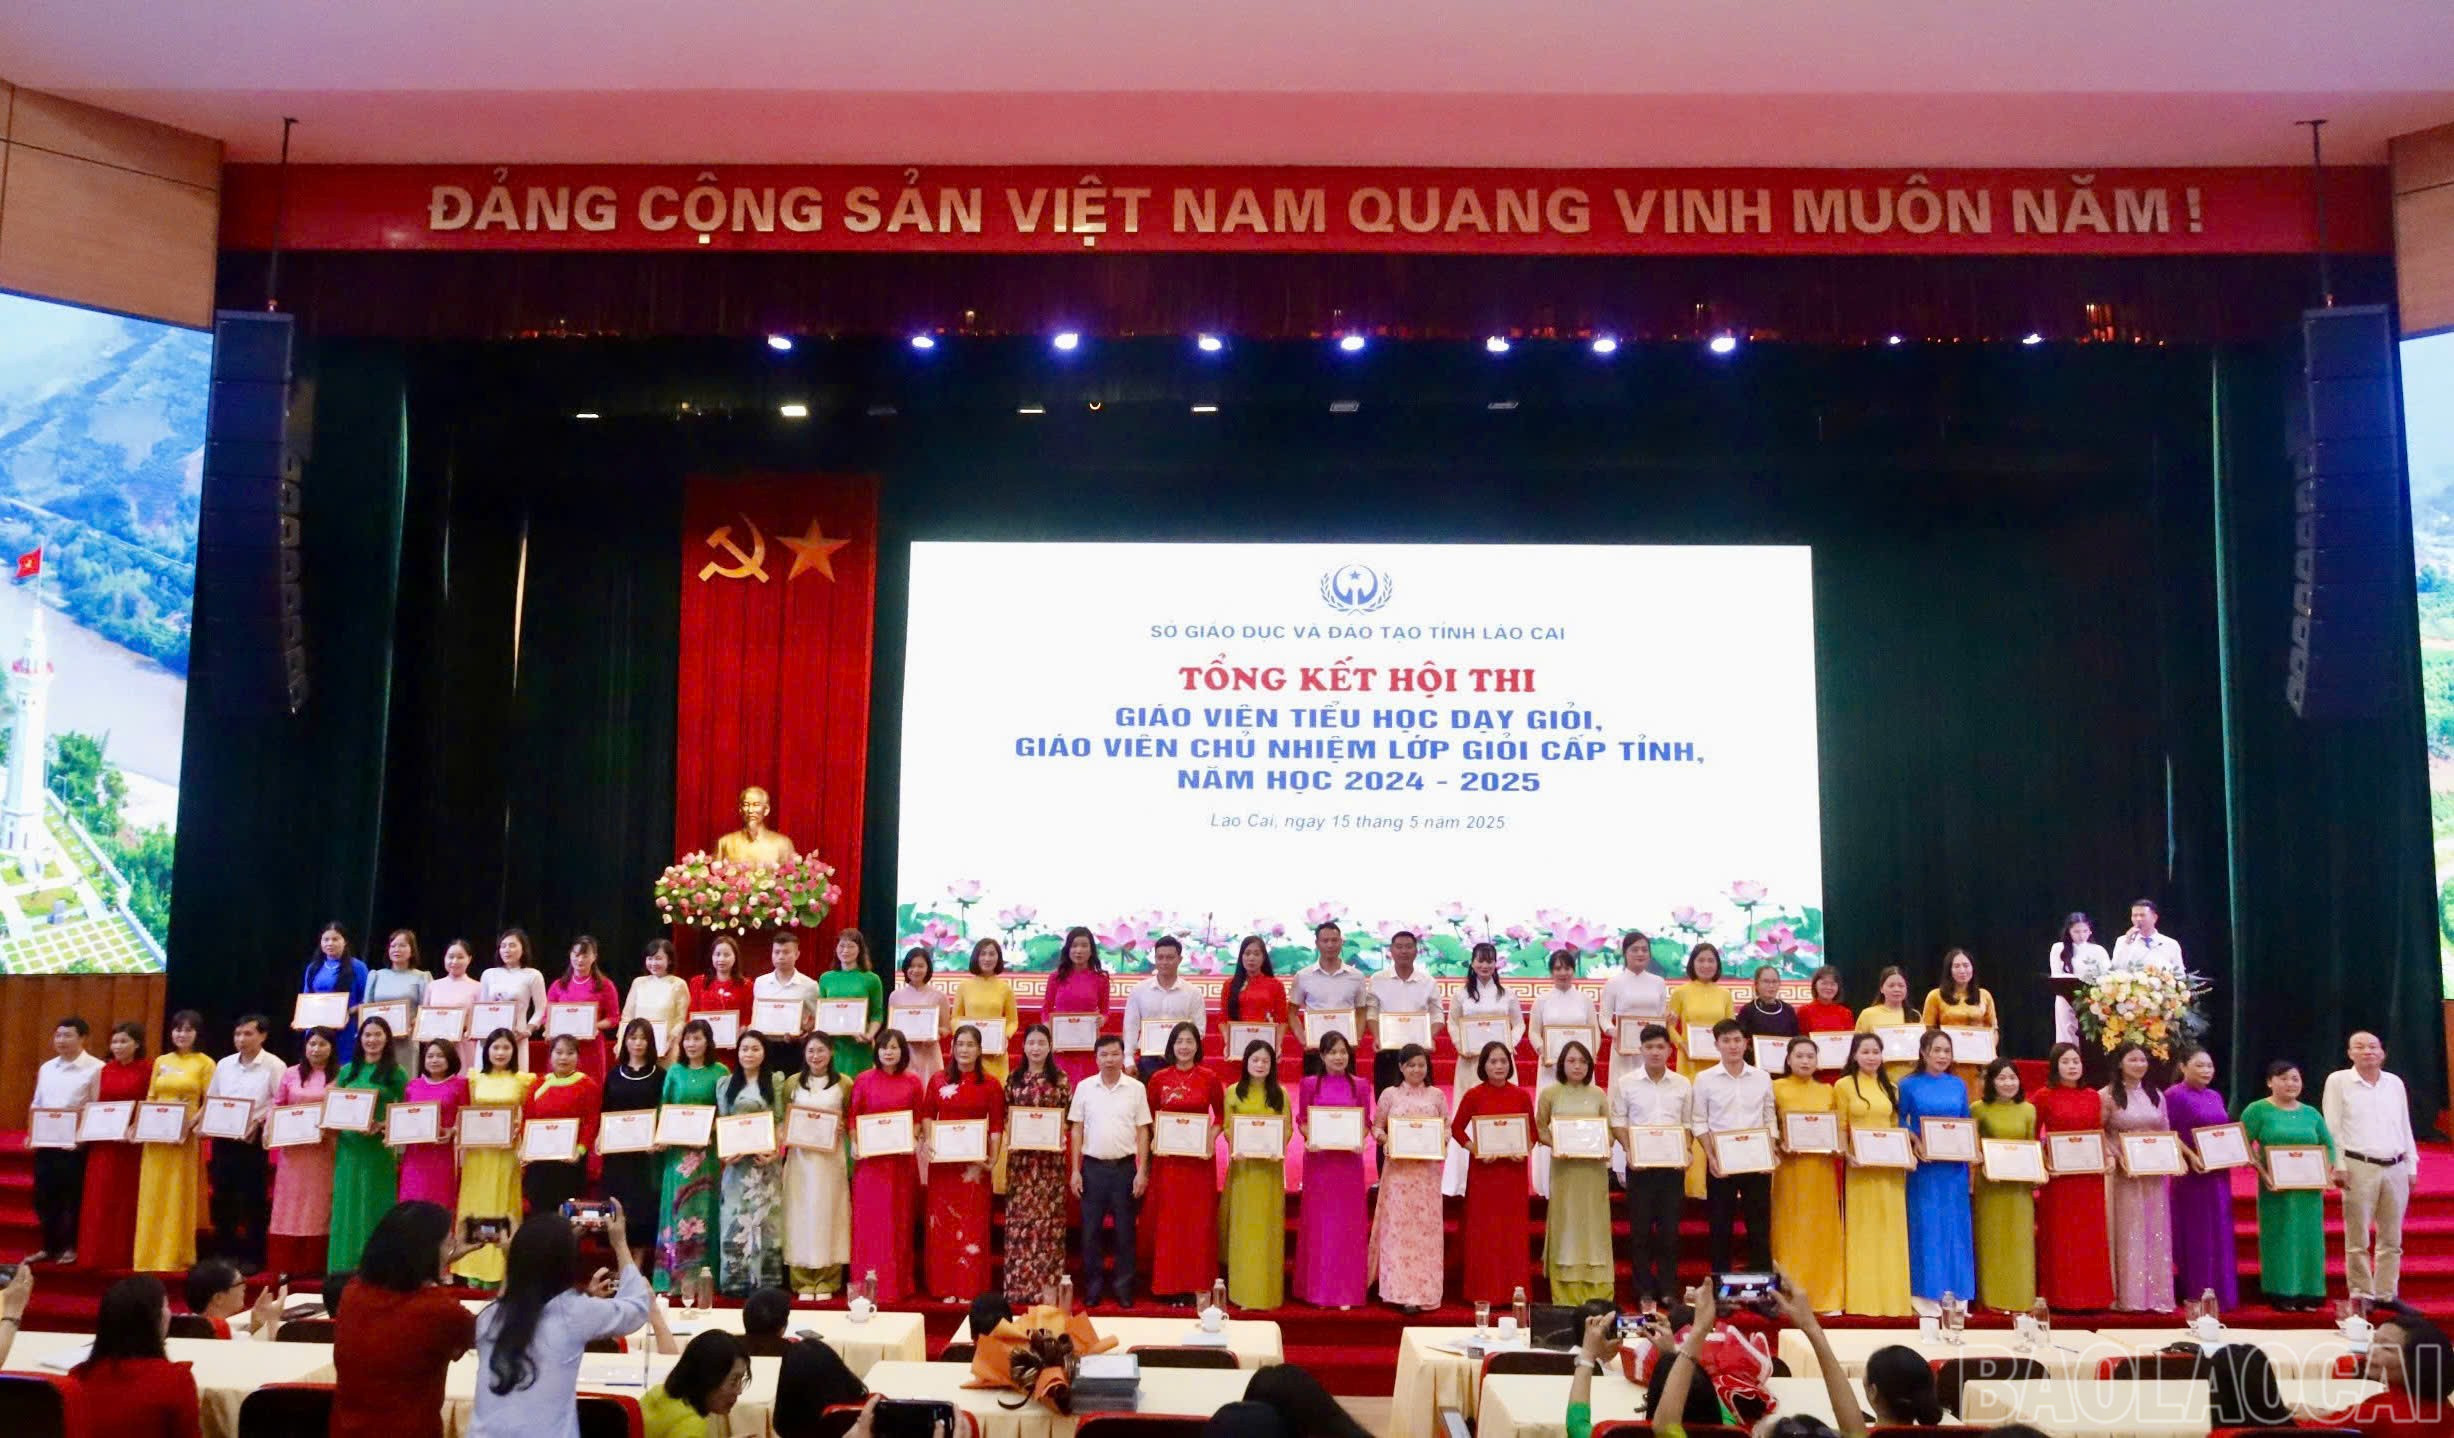 ĐẢNG CỘNG SẢN VIỆT NAM QUANG VINH MUÔN NĂM !
SỞ GIÁO DỤC VÀ ĐÀO TẠO TỈNH LÀO CAI
TỔNG KẾT HỘI THI
GIÁO VIÊN TIỂU HỌC DẠY GIỎI,
GIÁO VIÊN CHỦ NHIỆM LỚP GIỎI CẤP TỈNH,
NĂM HỌC 2024 - 2025
Lào Cai, ngày 15 tháng 5 năm 2025
BAOLAOCAI